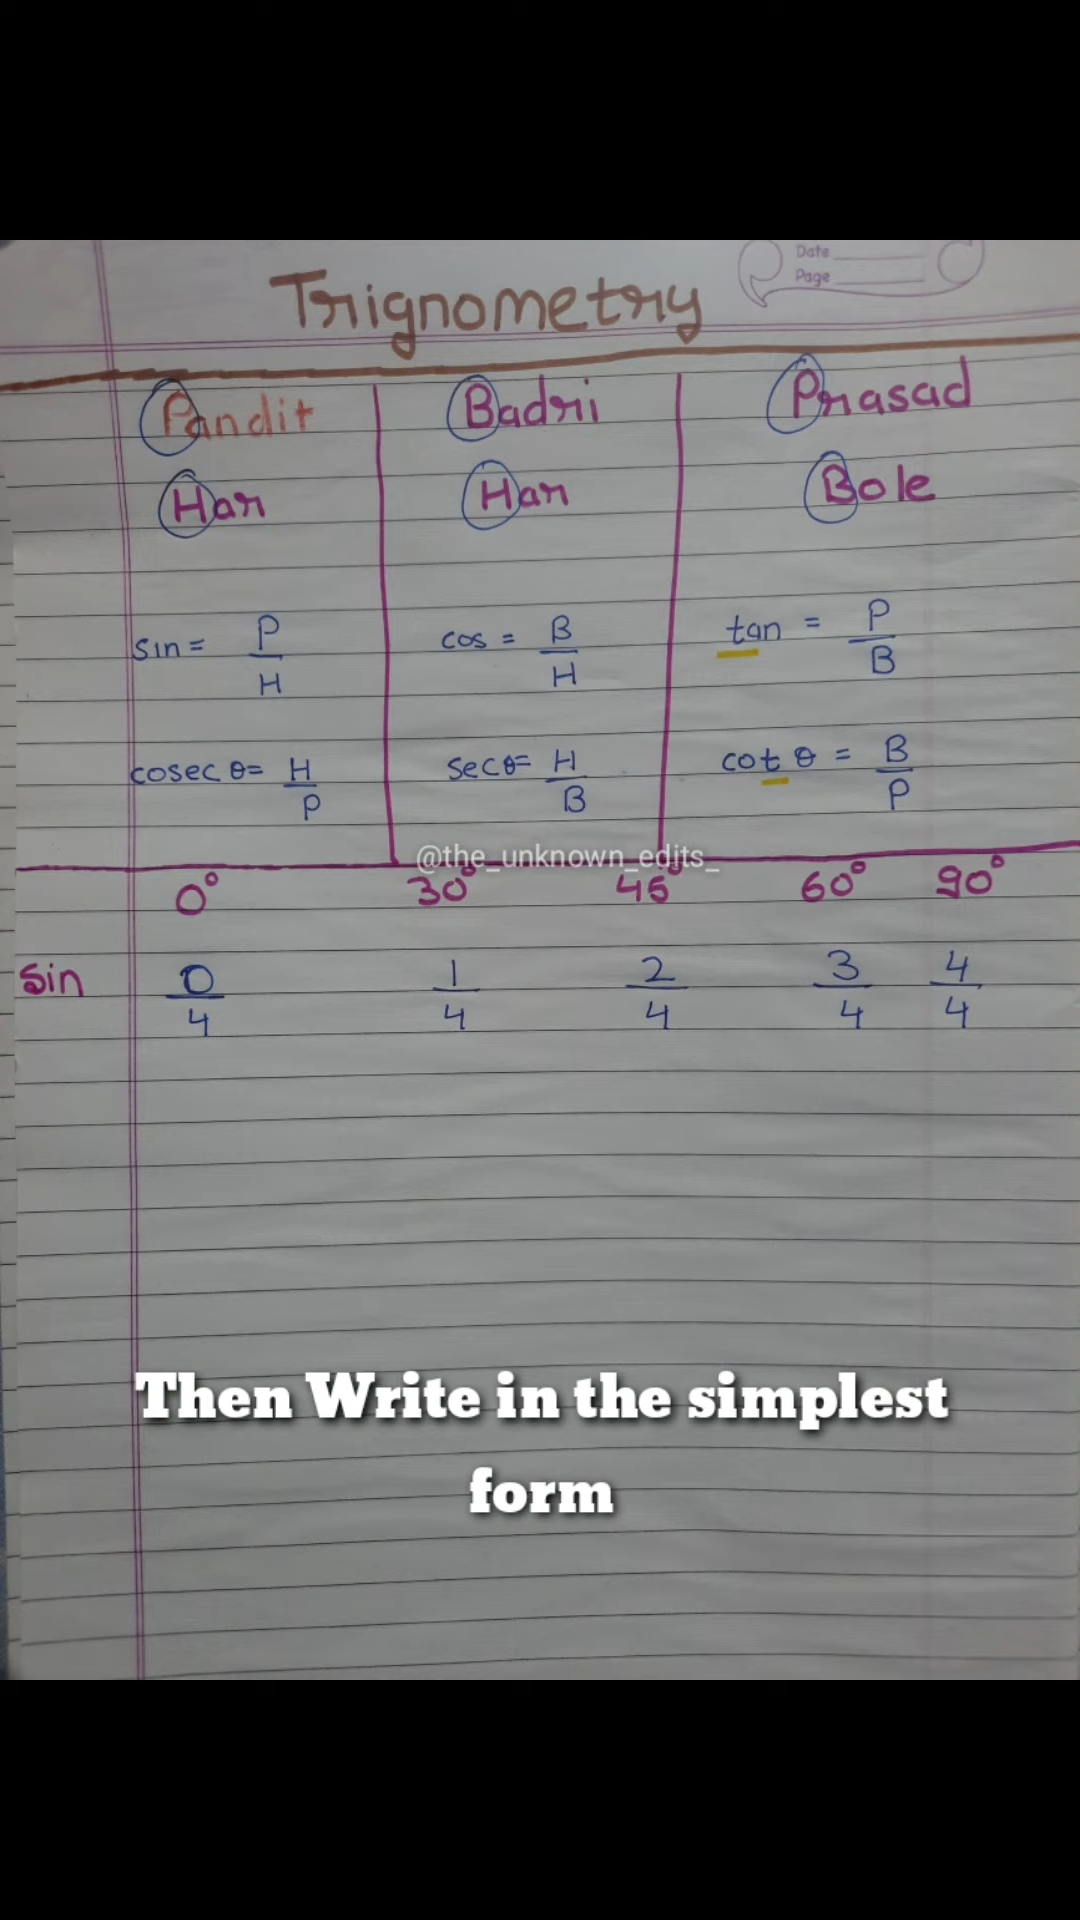 Date
Page
Trignometry
Pandit Badri Prasad
Har Har Bole
sin = P/H cos = B/H tan = P/B
cosec θ = H/P sec θ = H/B cot θ = B/P
@the_unknown_edits_
0° 30° 45° 60° 90°
Sin 0/4 1/4 2/4 3/4 4/4
Then Write in the simplest
form